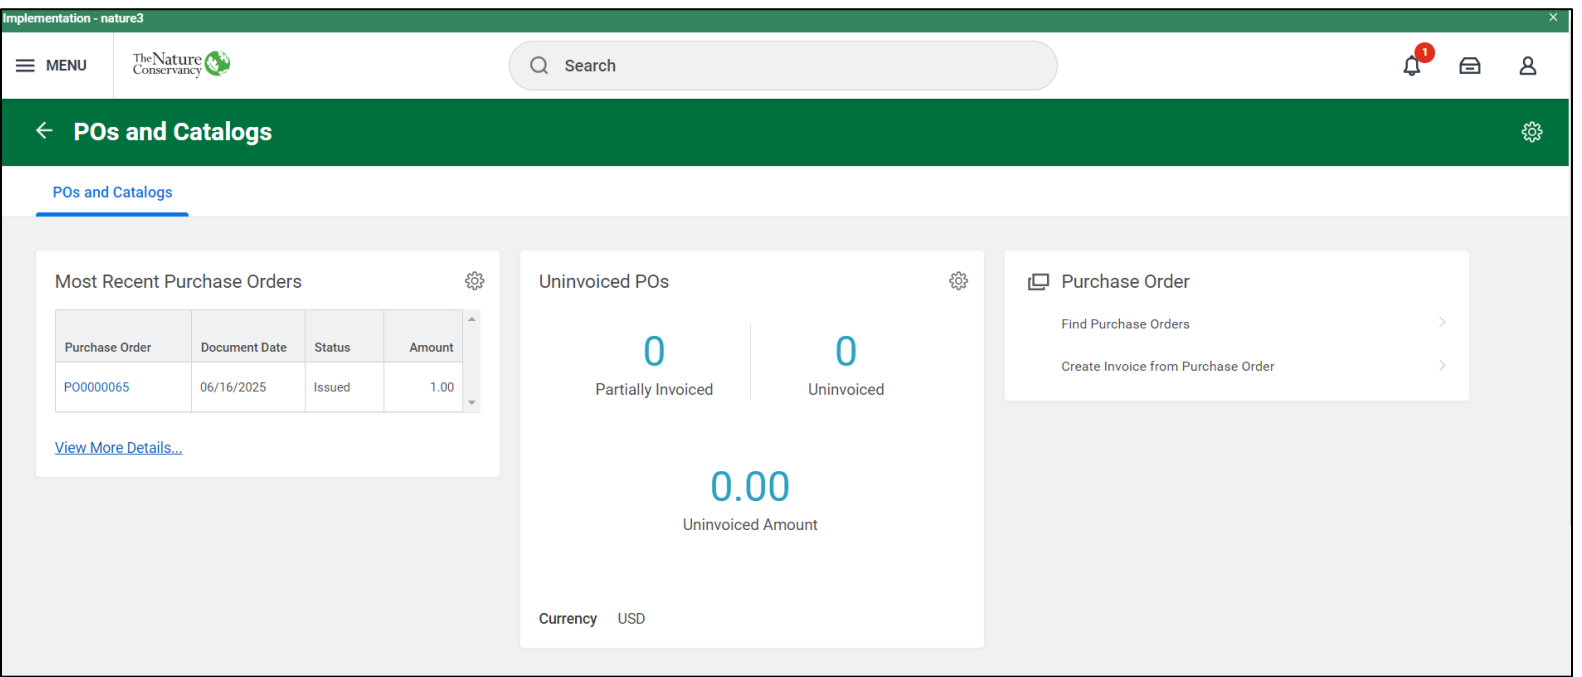 Implementation - nature3
MENU
The Nature
Conservancy
Search
1
POs and Catalogs
POs and Catalogs
Most Recent Purchase Orders
Purchase Order Document Date Status Amount
PO0000065 06/16/2025 Issued 1.00
View More Details...
Uninvoiced POs
0 0
Partially Invoiced Uninvoiced
0.00
Uninvoiced Amount
Currency USD
Purchase Order
Find Purchase Orders
Create Invoice from Purchase Order